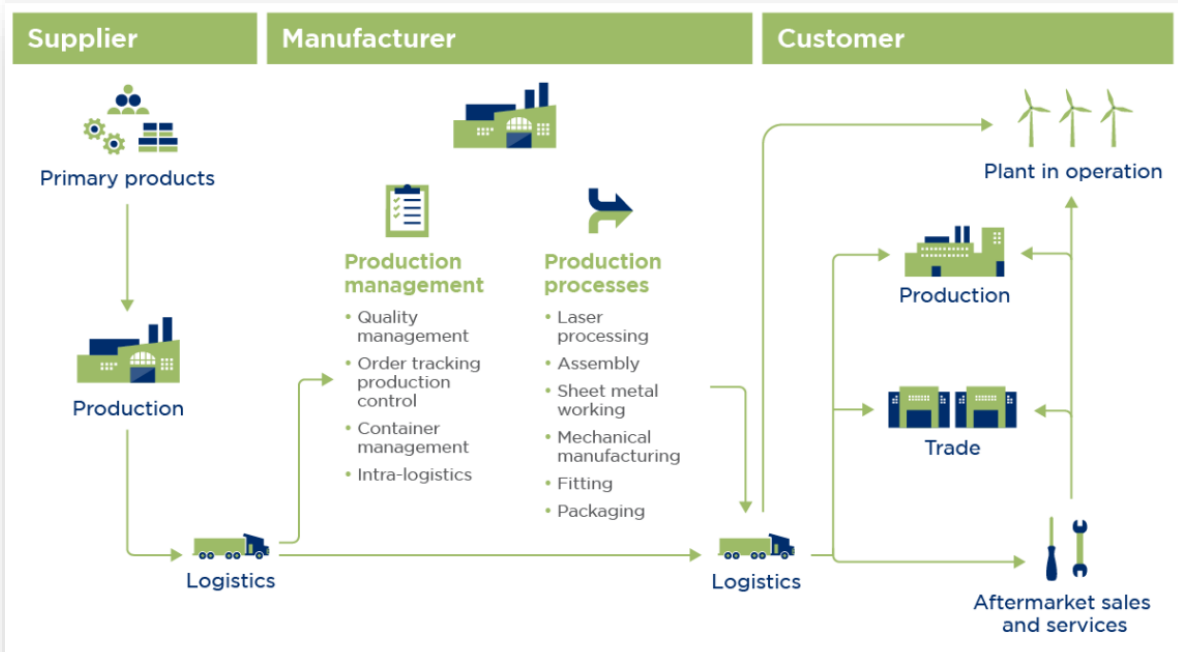 Supplier
Manufacturer
Customer
Primary products
Production
Logistics
Production
management
• Quality
management
• Order tracking
production
control
• Container
management
• Intra-logistics
Production
processes
• Laser
processing
• Assembly
• Sheet metal
working
• Mechanical
manufacturing
• Fitting
• Packaging
Logistics
Plant in operation
Production
Trade
Aftermarket sales
and services